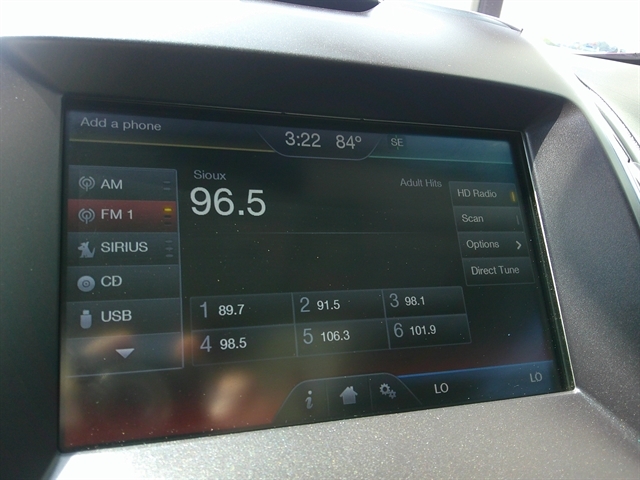 Add a phone
3:22 84° SE
AM
FM 1
SIRIUS
CD
USB
Sioux
96.5
Adult Hits
HD Radio
Scan
Options
Direct Tune
1 89.7
2 91.5
3 98.1
4 98.5
5 106.3
6 101.9
i
LO
LO